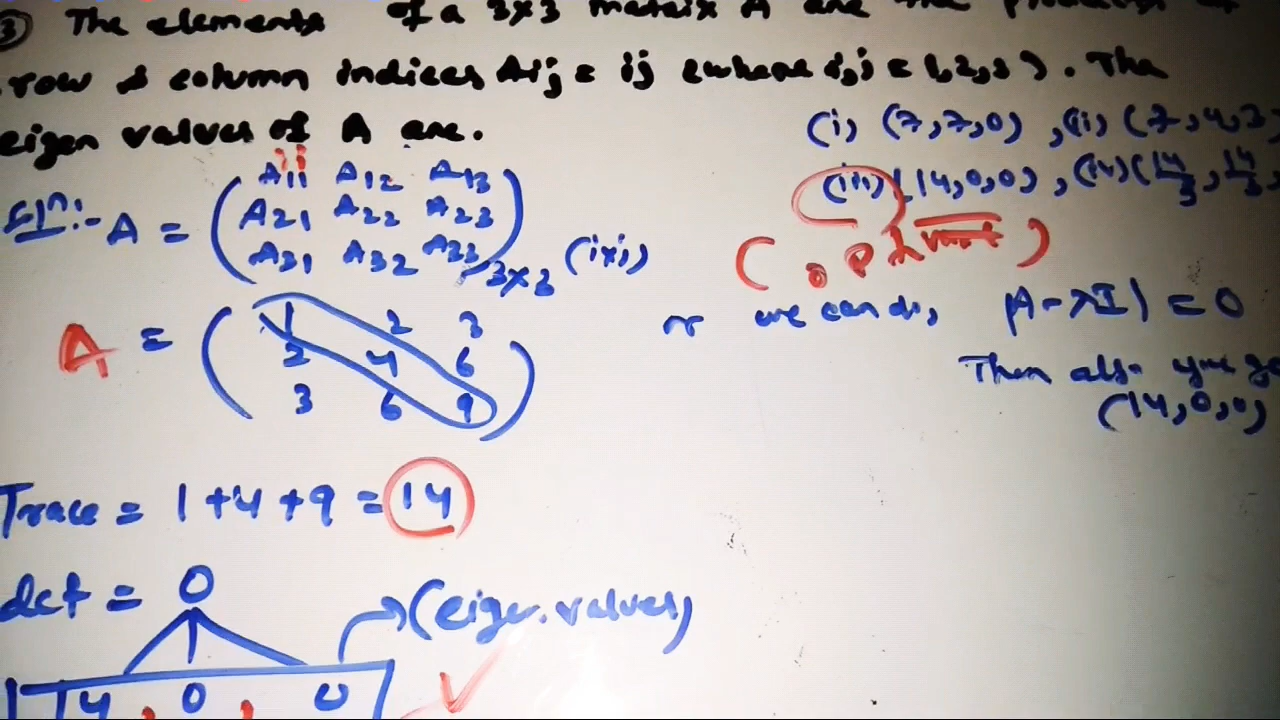 ③ The elements of a 3x3 matrix A are the product of
row & column indices Aij = ij (where i,j = 1,2,3). The
eigen values of A are.
(i) (7,7,0), (ii) (7,4,3
(iii) (14,0,0), (iv) (14/3, 14/3,
Sln:- A = ( A11 A12 A13
A21 A22 A23
A31 A32 A33 )3x3 (ixj)
ij
A = ( 1 2 3
2 4 6
3 6 9 )
or we can do, |A-λI| = 0
Then also you ge
(14,0,0)
Trace = 1+4+9 = 14
det = 0
(eigen values)
14, 0, 0